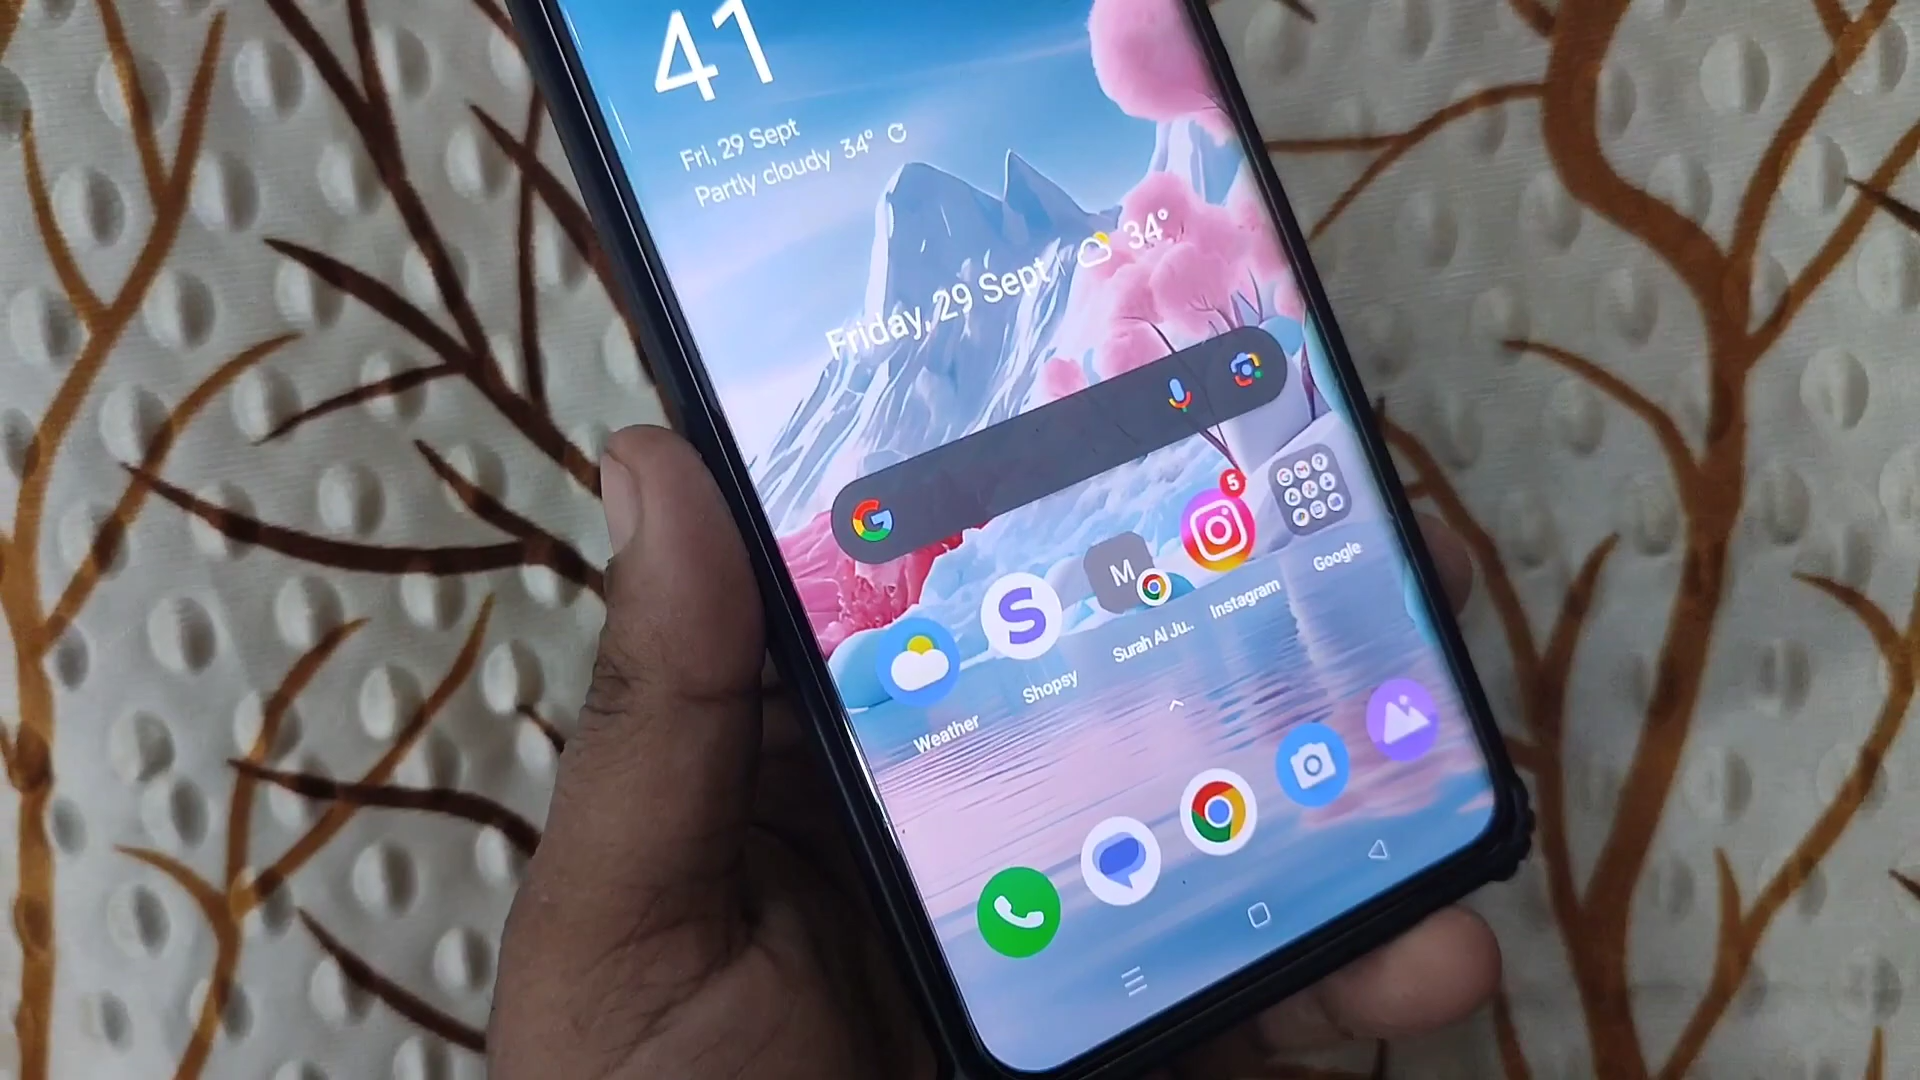 41
Fri, 29 Sept
Partly cloudy 34°
Friday, 29 Sept 34°
G
5
M
S
Google
Instagram
Surah Al Ju..
Shopsy
Weather